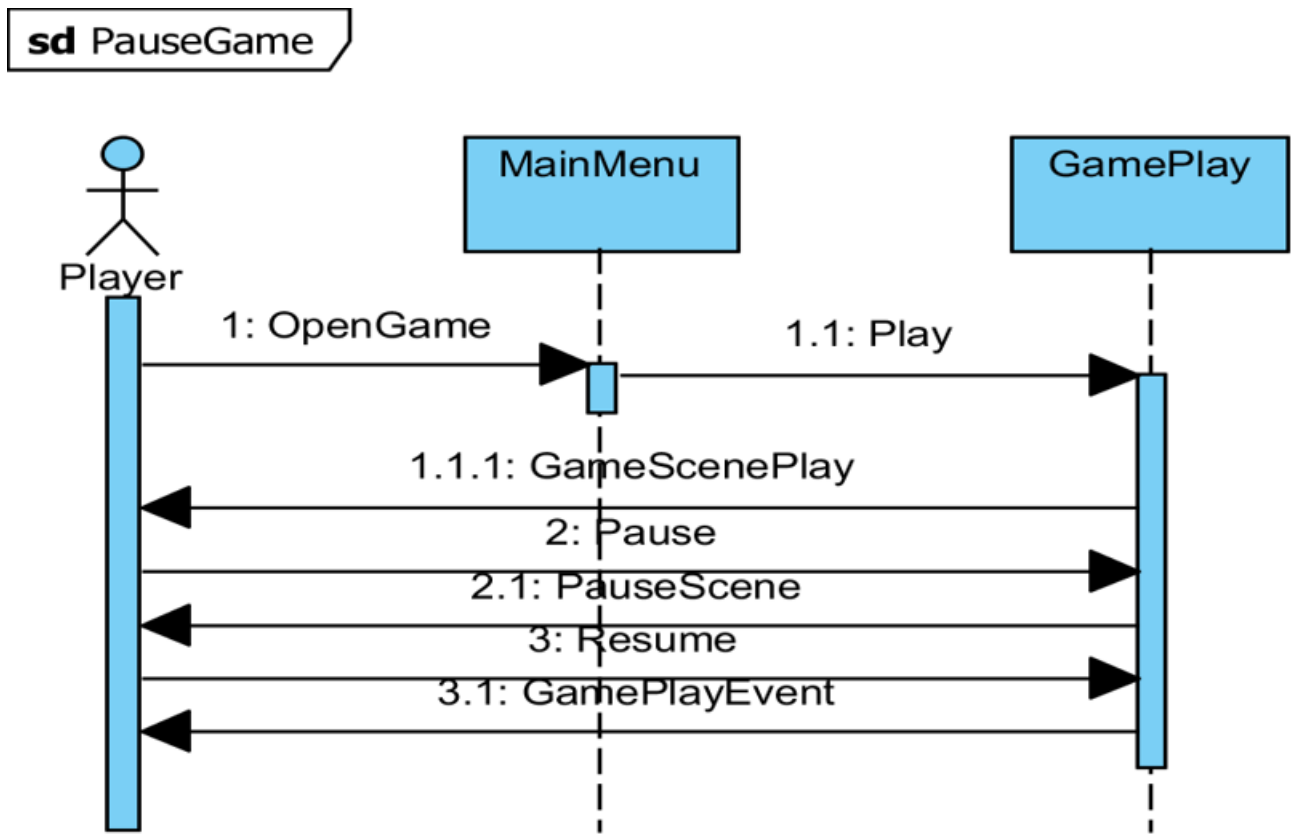 sd PauseGame
Player
MainMenu
GamePlay
1: OpenGame
1.1: Play
1.1.1: GameScenePlay
2: Pause
2.1: PauseScene
3: Resume
3.1: GamePlayEvent